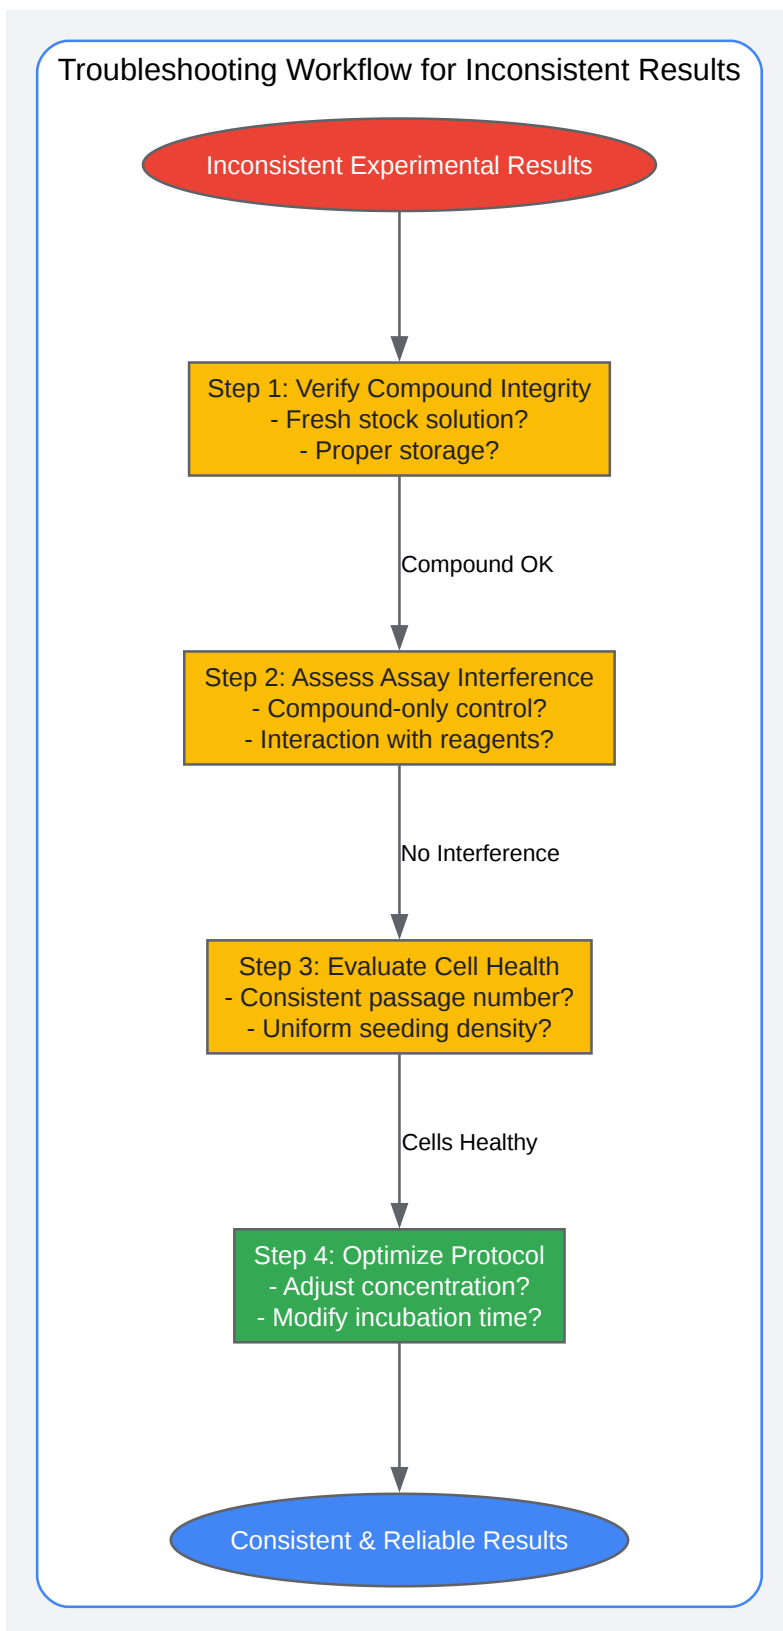 Troubleshooting Workflow for Inconsistent Results
Inconsistent Experimental Results
Step 1: Verify Compound Integrity
- Fresh stock solution?
- Proper storage?
Compound OK
Step 2: Assess Assay Interference
- Compound-only control?
- Interaction with reagents?
No Interference
Step 3: Evaluate Cell Health
- Consistent passage number?
- Uniform seeding density?
Cells Healthy
Step 4: Optimize Protocol
- Adjust concentration?
- Modify incubation time?
Consistent & Reliable Results